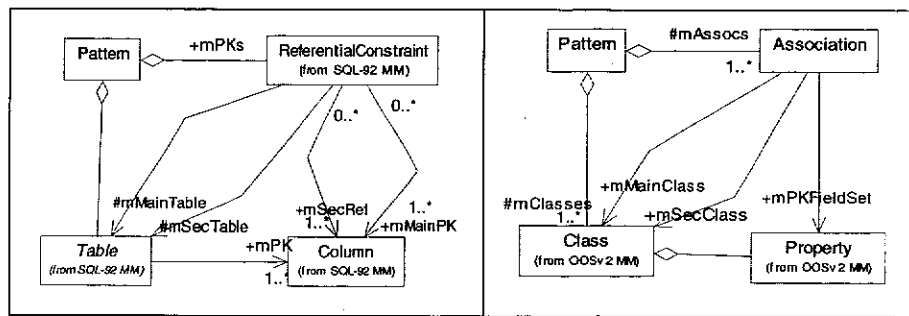 Pattern
+mPKs
ReferentialConstraint
(from SQL-92 MM)
0..*
0..*
#mMainTable
#mSecTable
+mSecRel
1..*
1..*
+mMainPK
Table
(from SQL-92 MM)
+mPK
1..*
Column
(from SQL-92 MM)
Pattern
#mAssocs
1..*
Association
+mMainClass
+mPKFieldSet
#mClasses
1..*
+mSecClass
Class
(from OOSv2 MM)
Property
(from OOSv2 MM)